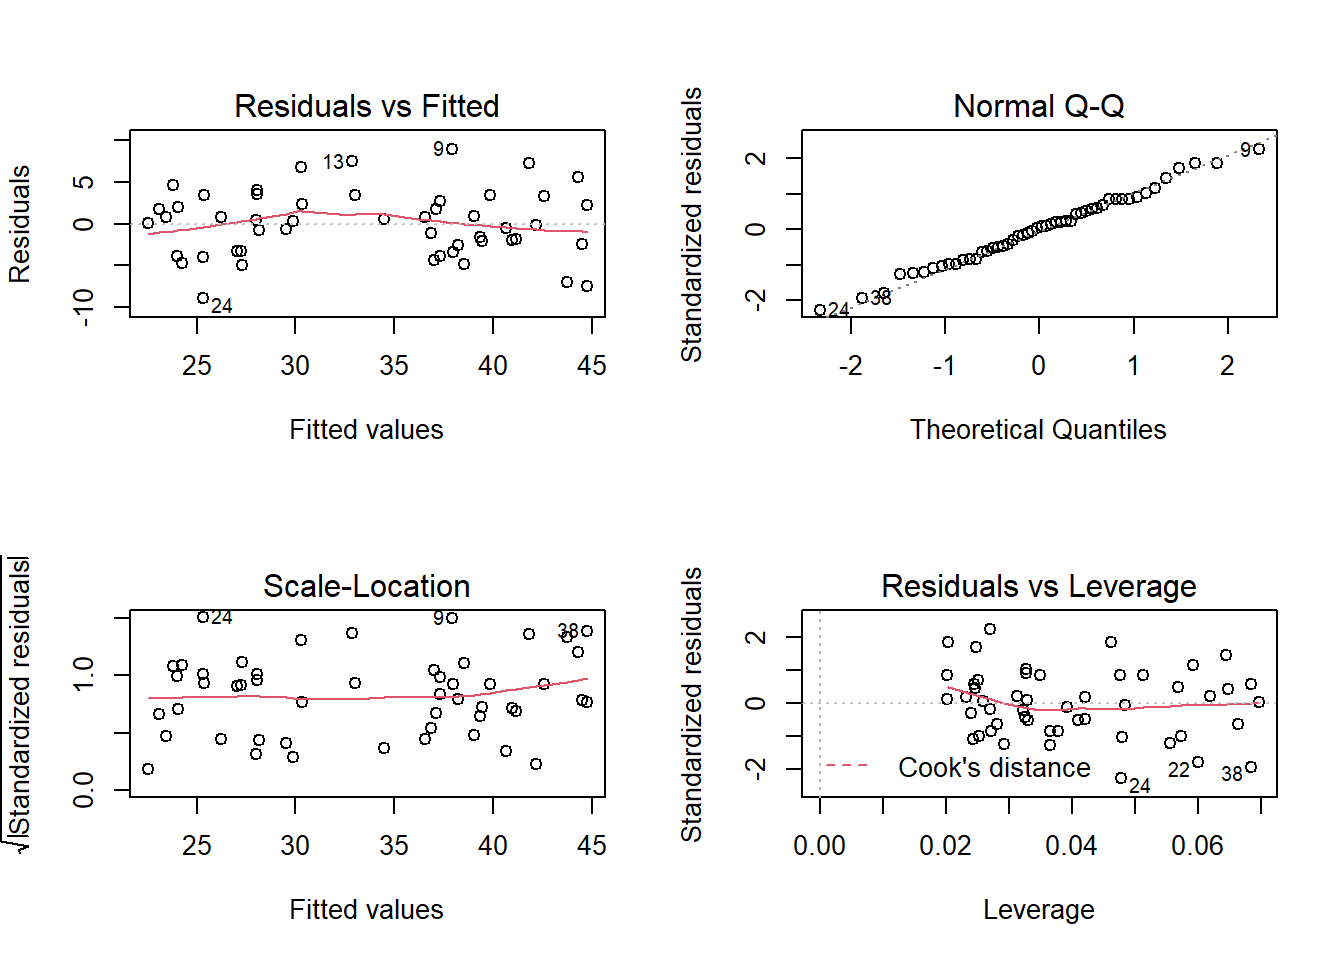 Residuals vs Fitted
Residuals
5
0
-10
13
9
24
25 30 35 40 45
Fitted values
Normal Q-Q
Standardized residuals
2
0
-2
9
38
24
-2 -1 0 1 2
Theoretical Quantiles
Scale-Location
√|Standardized residuals|
1.0
0.0
24
9
38
25 30 35 40 45
Fitted values
Residuals vs Leverage
Standardized residuals
2
0
-2
Cook's distance
22
38
24
0.00 0.02 0.04 0.06
Leverage